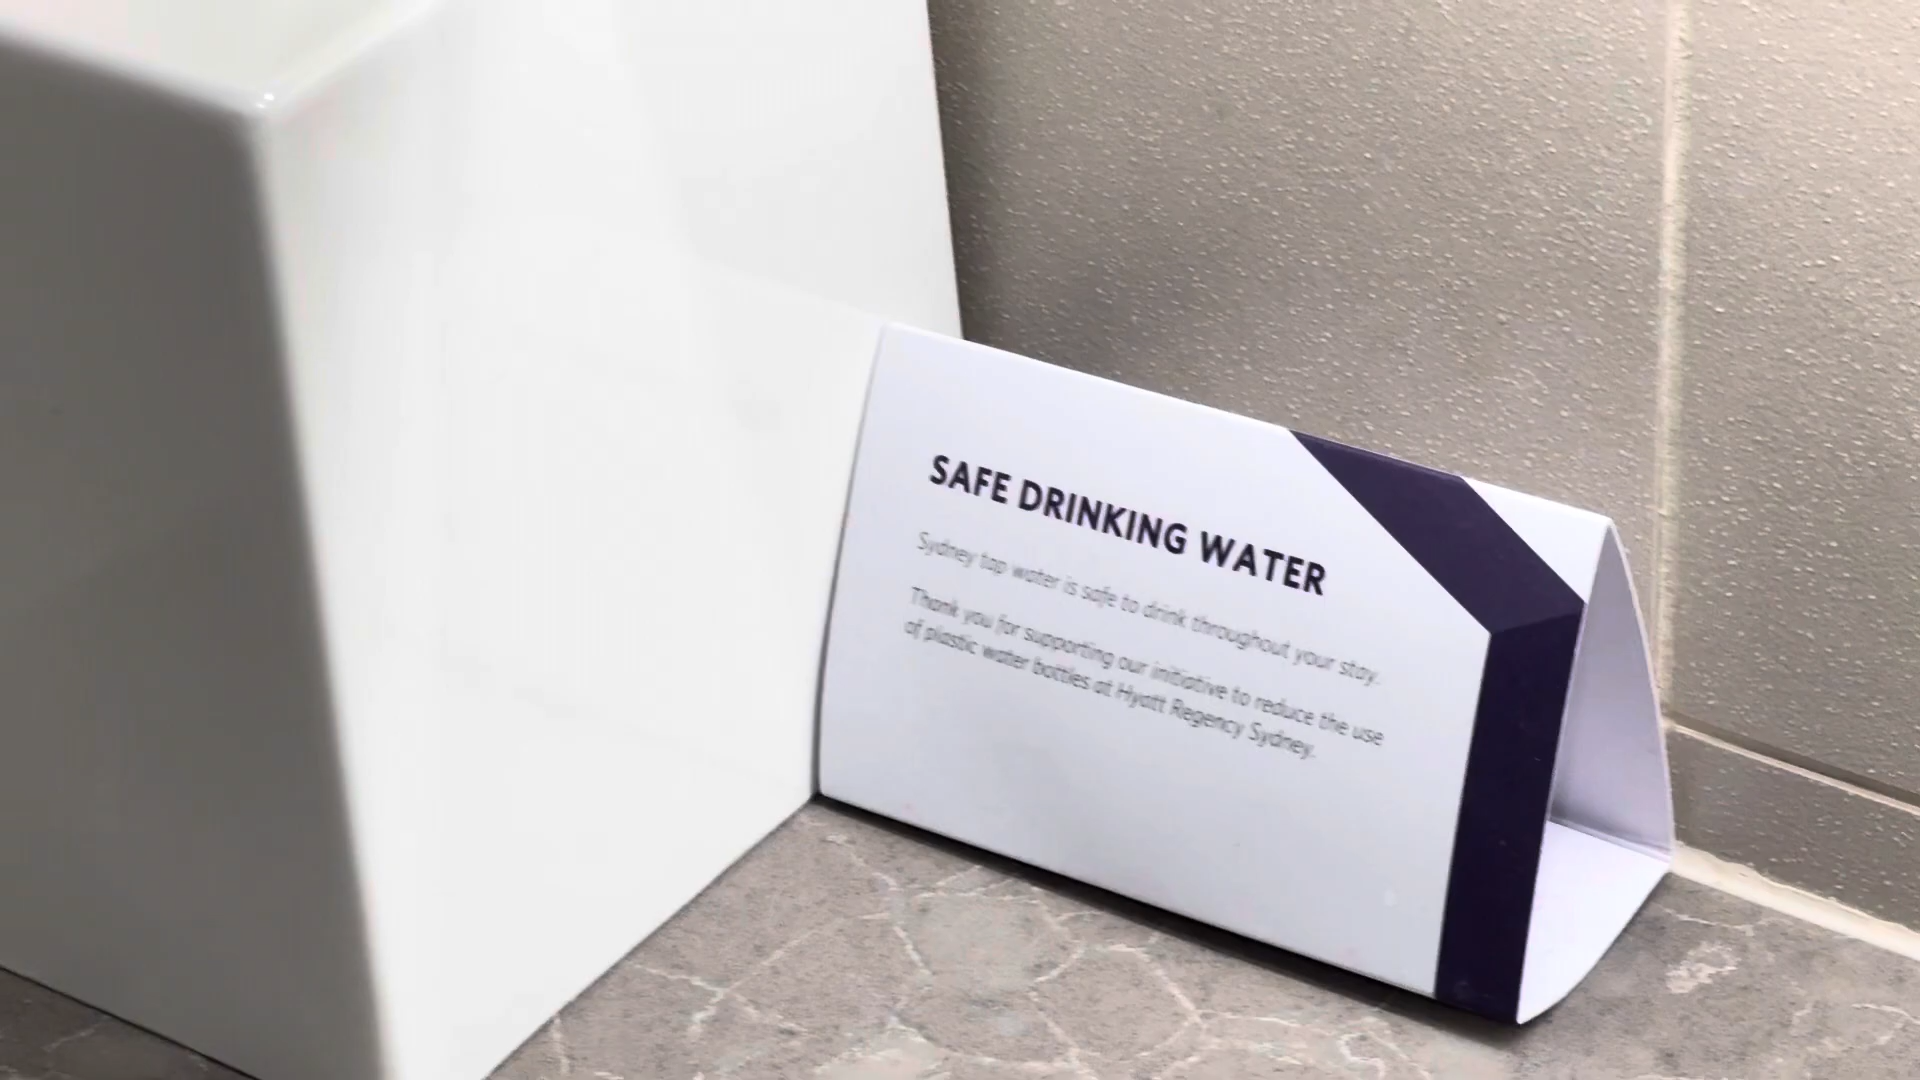 SAFE DRINKING WATER
Sydney tap water is safe to drink throughout your stay.
Thank you for supporting our initiative to reduce the use
of plastic water bottles at Hyatt Regency Sydney.